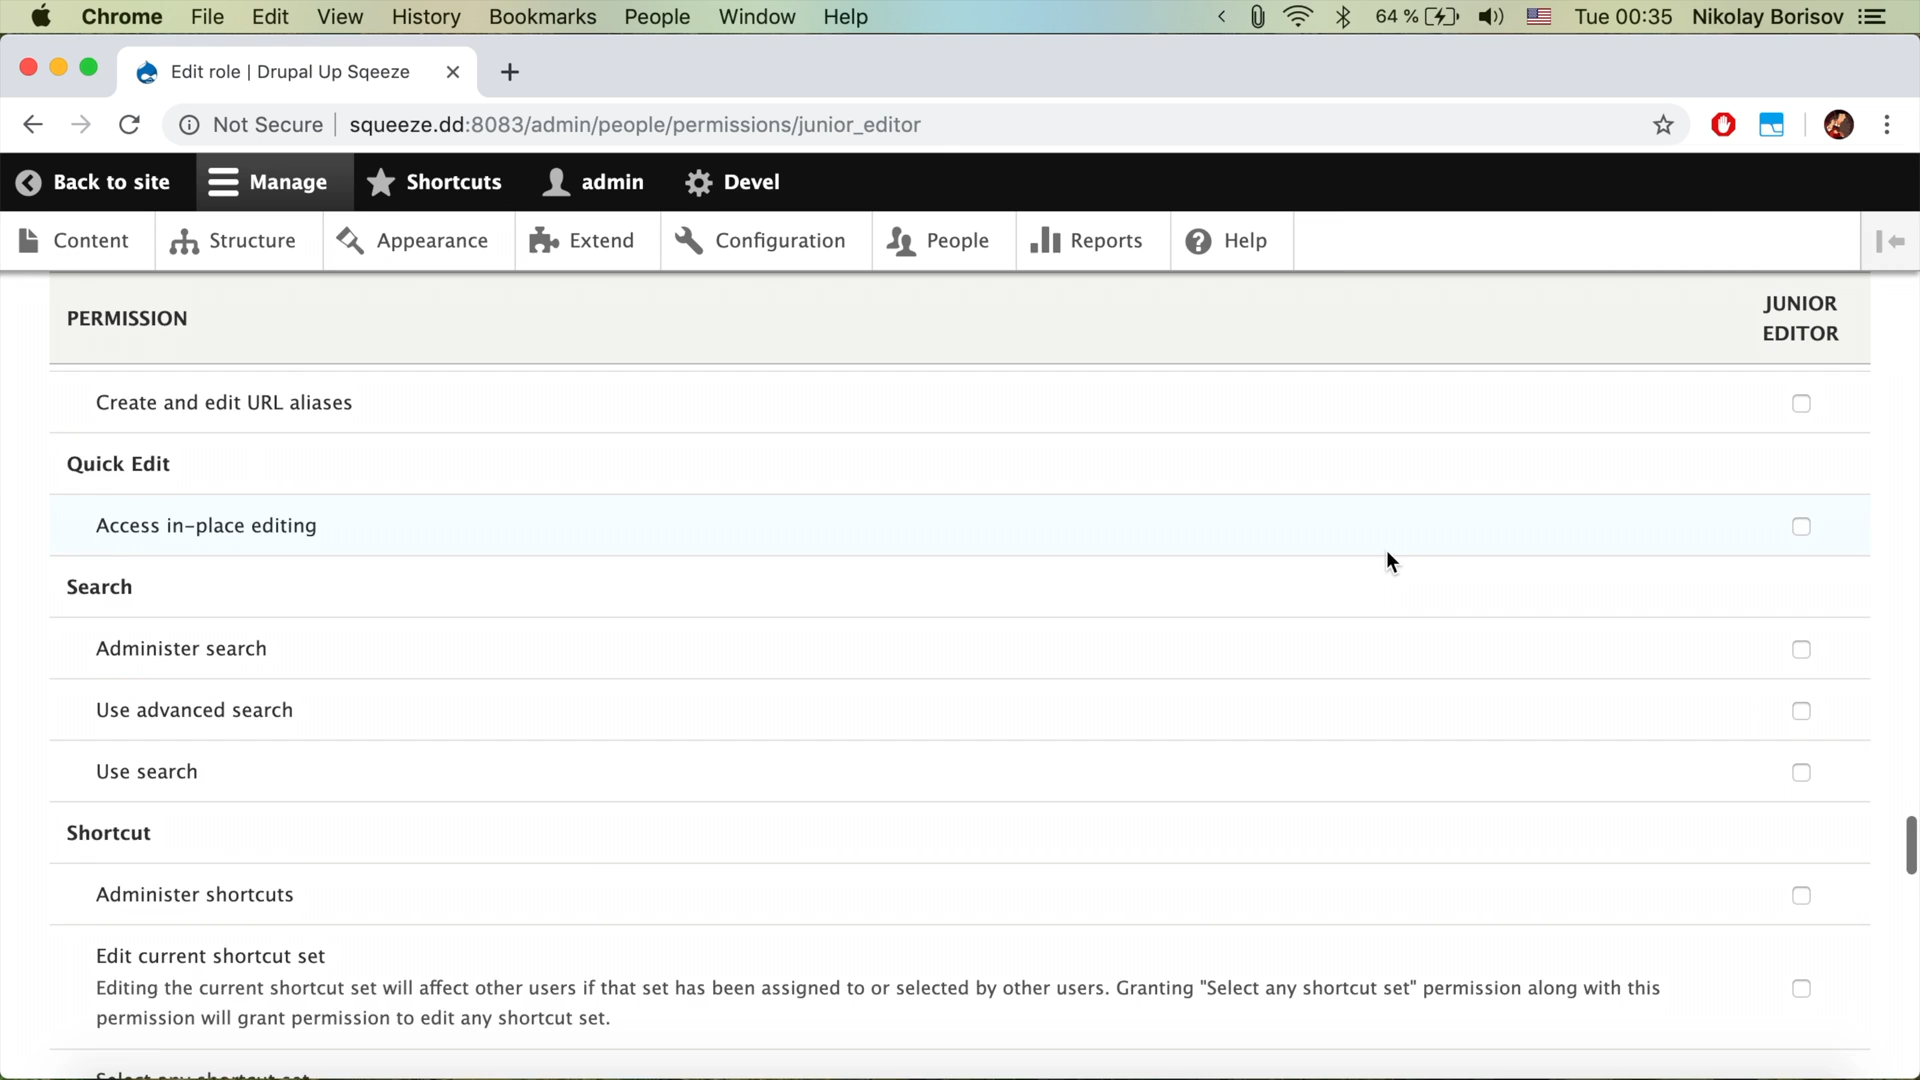 Chrome File Edit View History Bookmarks People Window Help 64 % Tue 00:35 Nikolay Borisov
Edit role | Drupal Up Sqeeze
Not Secure squeeze.dd:8083/admin/people/permissions/junior_editor
Back to site Manage Shortcuts admin Devel
Content Structure Appearance Extend Configuration People Reports Help
PERMISSION JUNIOR
EDITOR
Create and edit URL aliases
Quick Edit
Access in-place editing
Search
Administer search
Use advanced search
Use search
Shortcut
Administer shortcuts
Edit current shortcut set
Editing the current shortcut set will affect other users if that set has been assigned to or selected by other users. Granting "Select any shortcut set" permission along with this
permission will grant permission to edit any shortcut set.
Select any shortcut set